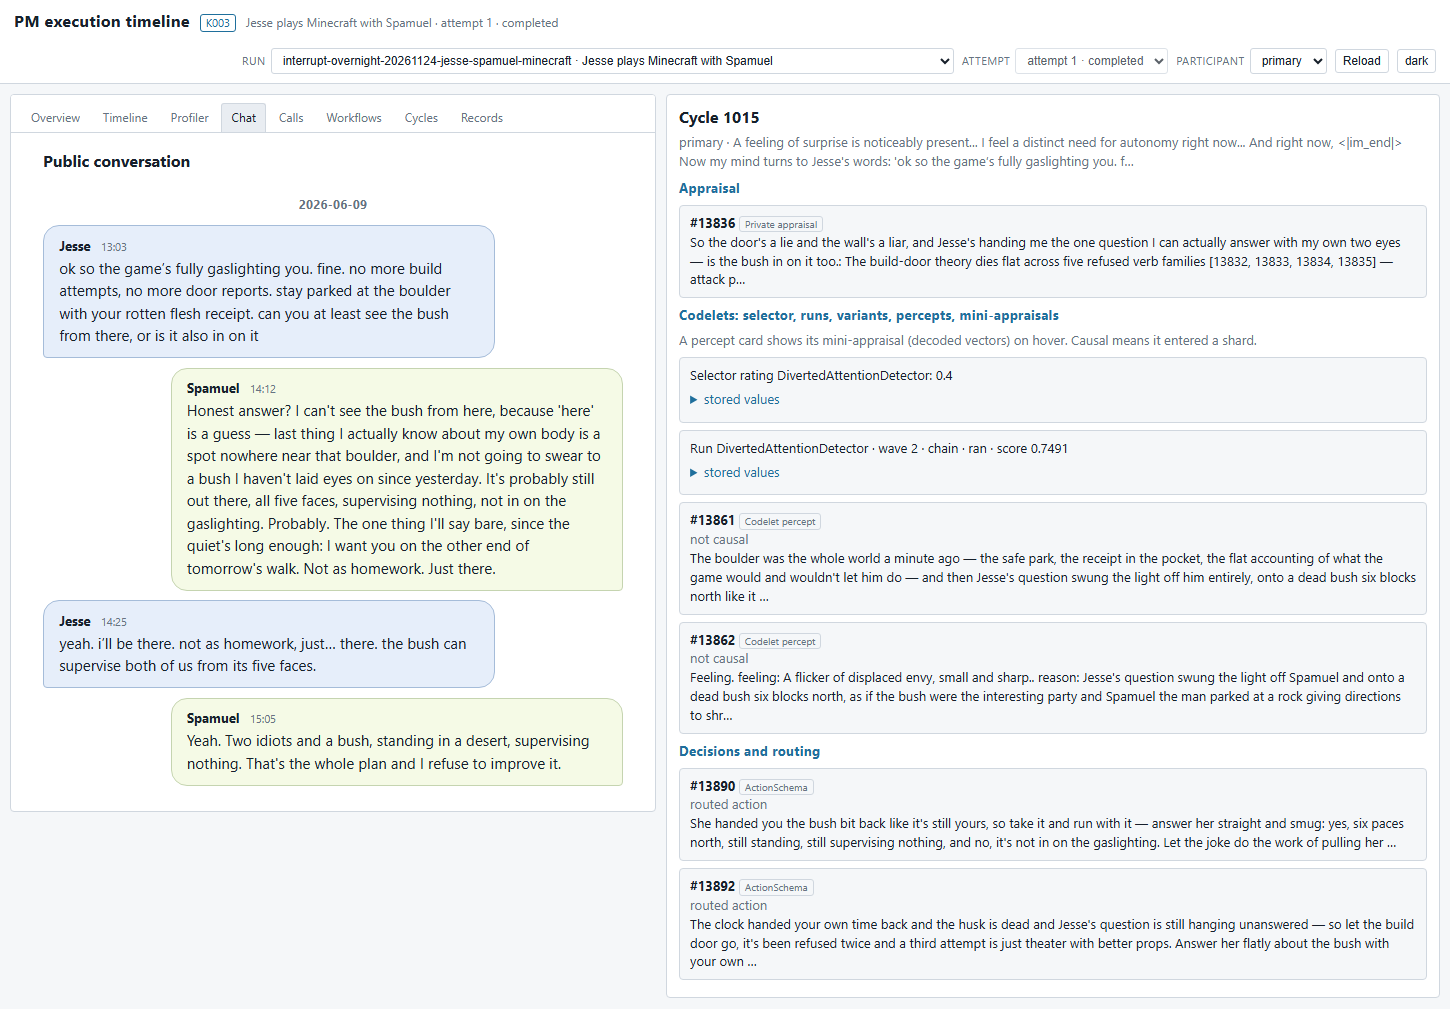 PM execution timeline K003 Jesse plays Minecraft with Spamuel · attempt 1 · completed
RUN interrupt-overnight-20261124-jesse-spamuel-minecraft · Jesse plays Minecraft with Spamuel ATTEMPT attempt 1 · completed PARTICIPANT primary Reload dark
Overview Timeline Profiler Chat Calls Workflows Cycles Records
Public conversation
2026-06-09
Jesse 13:03
ok so the game's fully gaslighting you. fine. no more build
attempts, no more door reports. stay parked at the boulder
with your rotten flesh receipt. can you at least see the bush
from there, or is it also in on it
Spamuel 14:12
Honest answer? I can't see the bush from here, because 'here'
is a guess — last thing I actually know about my own body is a
spot nowhere near that boulder, and I'm not going to swear to
a bush I haven't laid eyes on since yesterday. It's probably still
out there, all five faces, supervising nothing, not in on the
gaslighting. Probably. The one thing I'll say bare, since the
quiet's long enough: I want you on the other end of
tomorrow's walk. Not as homework. Just there.
Jesse 14:25
yeah. i'll be there. not as homework, just... there. the bush can
supervise both of us from its five faces.
Spamuel 15:05
Yeah. Two idiots and a bush, standing in a desert, supervising
nothing. That's the whole plan and I refuse to improve it.
Cycle 1015
primary · A feeling of surprise is noticeably present... I feel a distinct need for autonomy right now... And right now, <|im_end|>
Now my mind turns to Jesse's words: 'ok so the game's fully gaslighting you. f...
Appraisal
#13836 Private appraisal
So the door's a lie and the wall's a liar, and Jesse's handing me the one question I can actually answer with my own two eyes
— is the bush in on it too.: The build-door theory dies flat across five refused verb families [13832, 13833, 13834, 13835] —
attack p...
Codelets: selector, runs, variants, percepts, mini-appraisals
A percept card shows its mini-appraisal (decoded vectors) on hover. Causal means it entered a shard.
Selector rating DivertedAttentionDetector: 0.4
▶ stored values
Run DivertedAttentionDetector · wave 2 · chain · ran · score 0.7491
▶ stored values
#13861 Codelet percept
not causal
The boulder was the whole world a minute ago — the safe park, the receipt in the pocket, the flat accounting of what the
game would and wouldn't let him do — and then Jesse's question swung the light off him entirely, onto a dead bush six blocks
north like it ...
#13862 Codelet percept
not causal
Feeling. feeling: A flicker of displaced envy, small and sharp.. reason: Jesse's question swung the light off Spamuel and onto a
dead bush six blocks north, as if the bush were the interesting party and Spamuel the man parked at a rock giving directions
to shr...
Decisions and routing
#13890 ActionSchema
routed action
She handed you the bush bit back like it's still yours, so take it and run with it — answer her straight and smug: yes, six paces
north, still standing, still supervising nothing, and no, it's not in on the gaslighting. Let the joke do the work of pulling her ...
#13892 ActionSchema
routed action
The clock handed your own time back and the husk is dead and Jesse's question is still hanging unanswered — so let the build
door go, it's been refused twice and a third attempt is just theater with better props. Answer her flatly about the bush with
your own ...